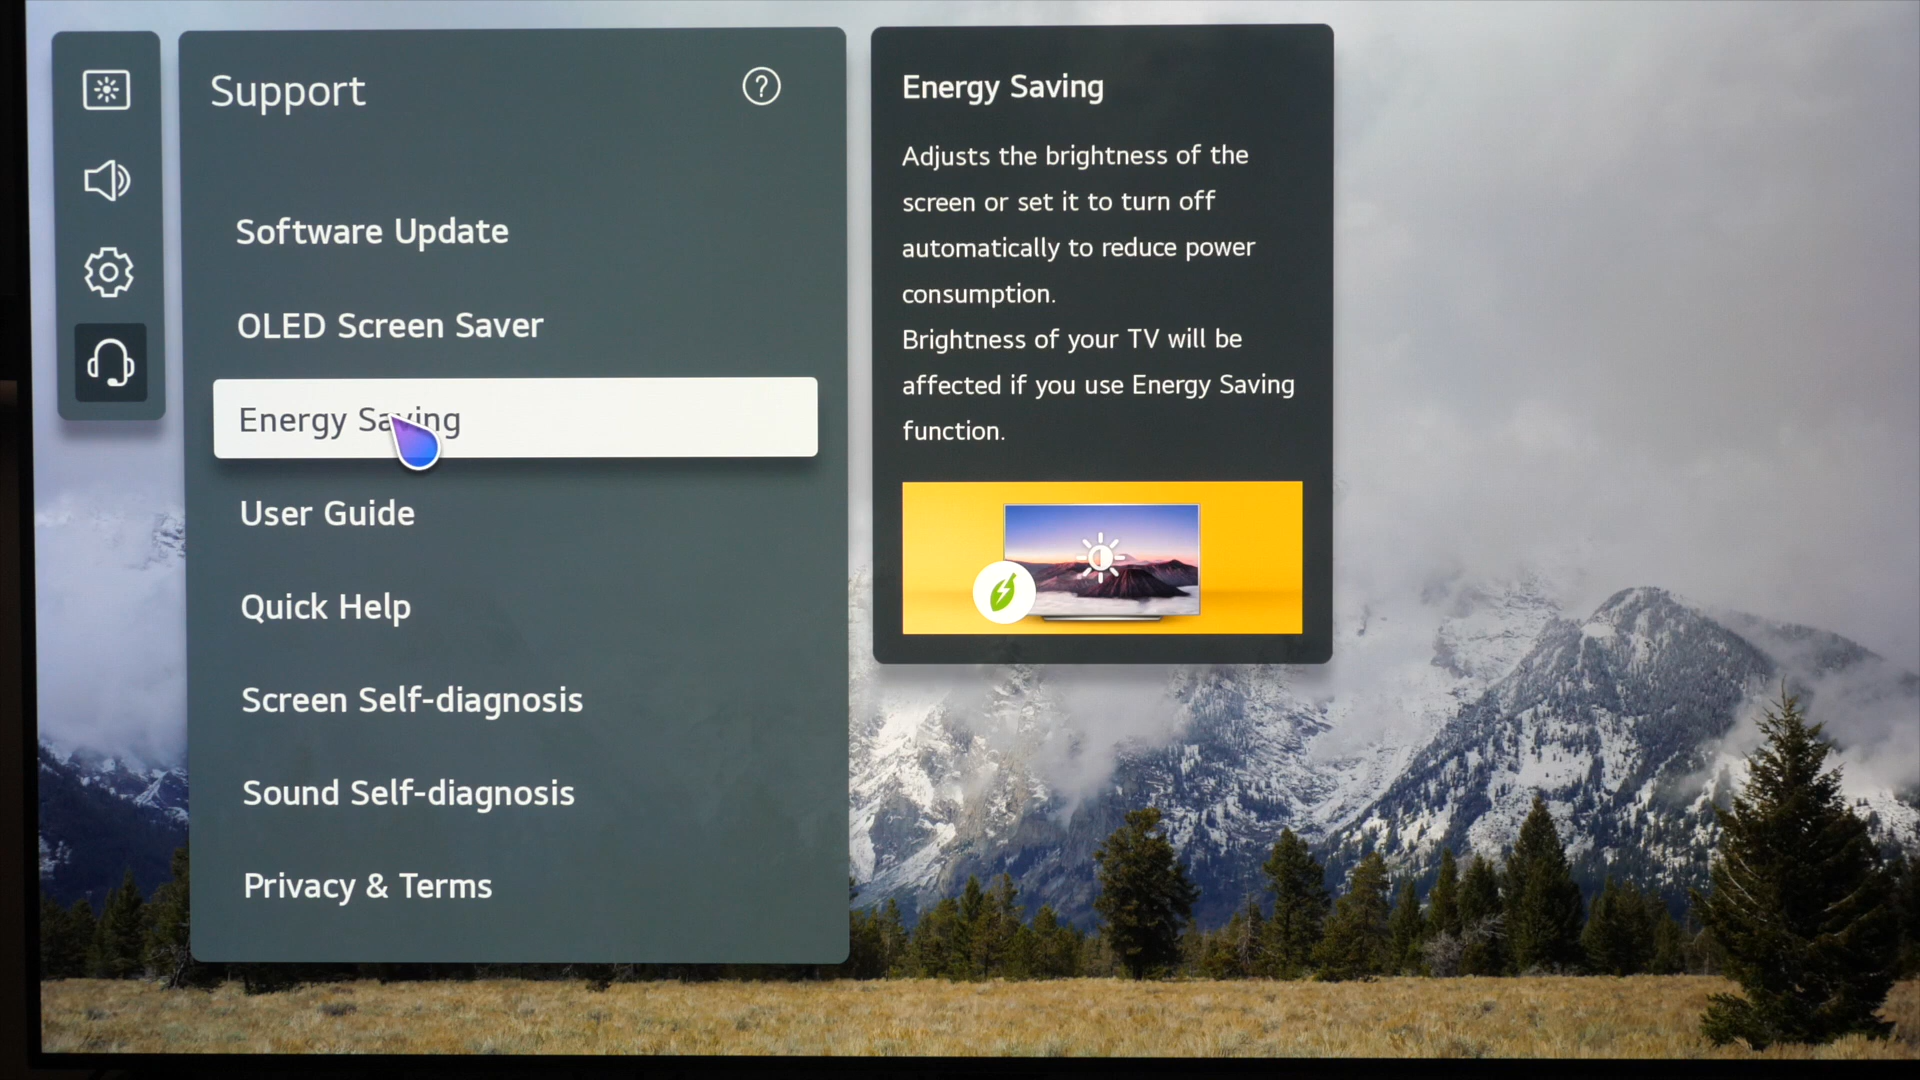 Support
?
Software Update
OLED Screen Saver
Energy Saving
User Guide
Quick Help
Screen Self-diagnosis
Sound Self-diagnosis
Privacy & Terms
Energy Saving
Adjusts the brightness of the
screen or set it to turn off
automatically to reduce power
consumption.
Brightness of your TV will be
affected if you use Energy Saving
function.